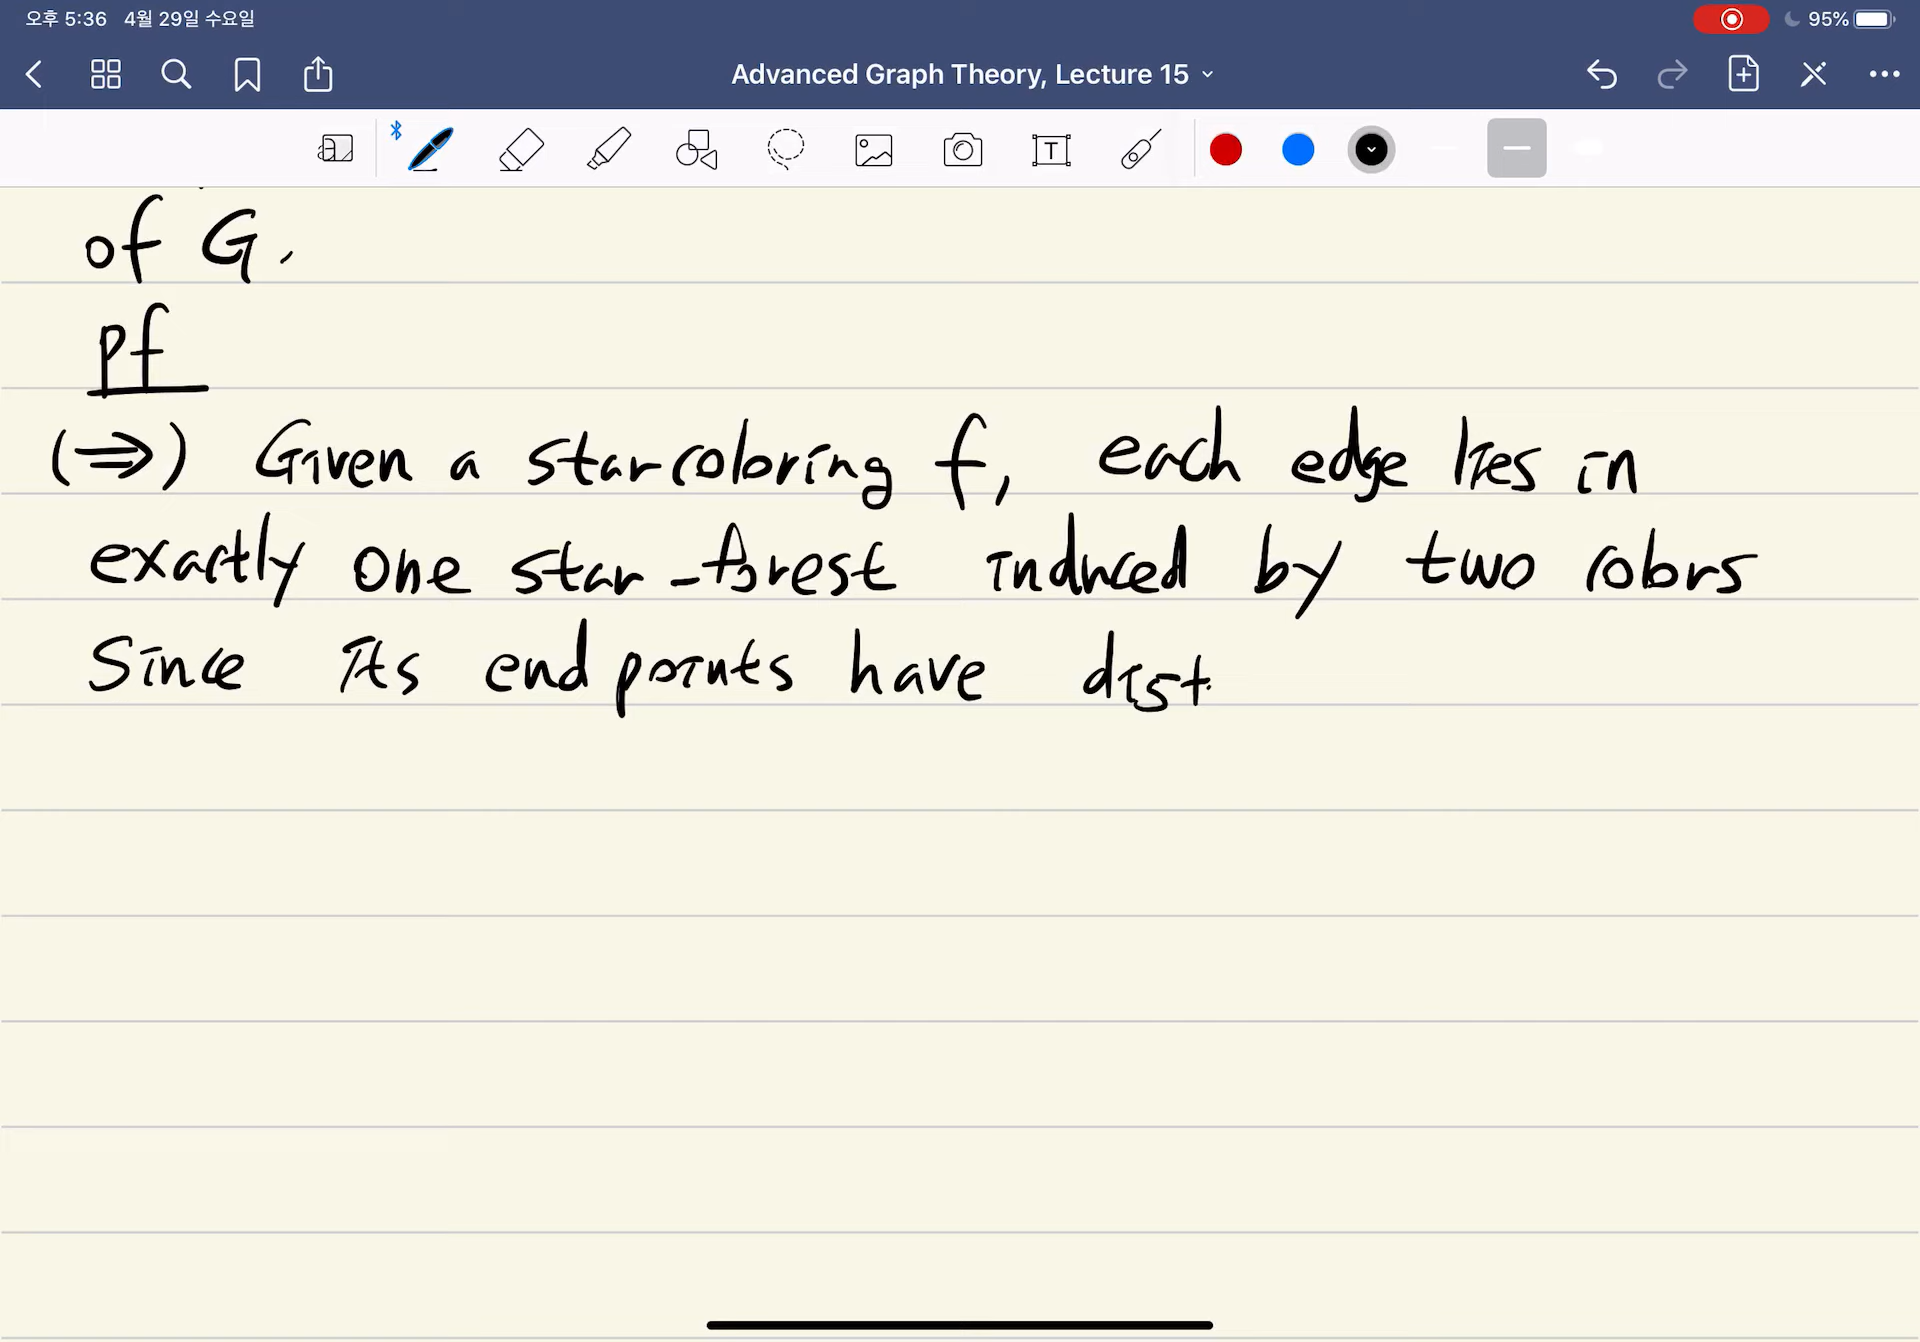 오후 5:36 4월 29일 수요일
95%
Advanced Graph Theory, Lecture 15
of G.
pf
(⇒) Given a star coloring f, each edge lies in
exactly one star-forest induced by two colors
Since its endpoints have dist